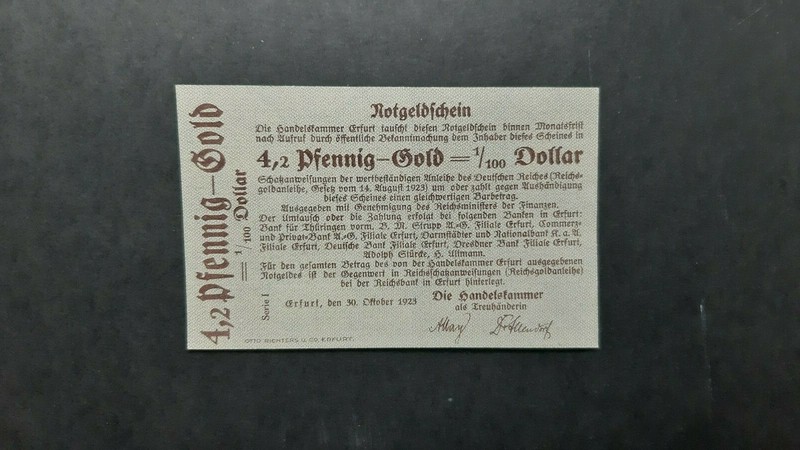 4,2 Pfennig—Gold
= 1/100 Dollar
Notgeldschein
Die Handelskammer Erfurt tauscht diesen Notgeldschein binnen Monatsfrist
nach Aufruf durch öffentliche Bekanntmachung dem Inhaber dieses Scheines in
4,2 Pfennig—Gold = 1/100 Dollar
Schatzanweisungen der wertbeständigen Anleihe des Deutschen Reiches (Reichs-
goldanleihe, Gesetz vom 14. August 1923) um oder zahlt gegen Aushändigung
dieses Scheines einen gleichwertigen Barbetrag.
Ausgegeben mit Genehmigung des Reichsministers der Finanzen.
Der Umtausch oder die Zahlung erfolgt bei folgenden Banken in Erfurt:
Bank für Thüringen vorm. B. M. Strupp A.-G. Filiale Erfurt, Commerz-
und Privat-Bank A.-G. Filiale Erfurt, Darmstädter und Nationalbank K. a. A.
Filiale Erfurt, Deutsche Bank Filiale Erfurt, Dresdner Bank Filiale Erfurt,
Adolph Stürcke, H. Ullmann.
Für den gesamten Betrag des von der Handelskammer Erfurt ausgegebenen
Notgeldes ist der Gegenwert in Reichsschatzanweisungen (Reichsgoldanleihe)
bei der Reichsbank in Erfurt hinterlegt.
Serie I
Erfurt, den 30. Oktober 1923
Die Handelskammer
als Treuhänderin
OTTO RICHTERS U. CO. ERFURT.